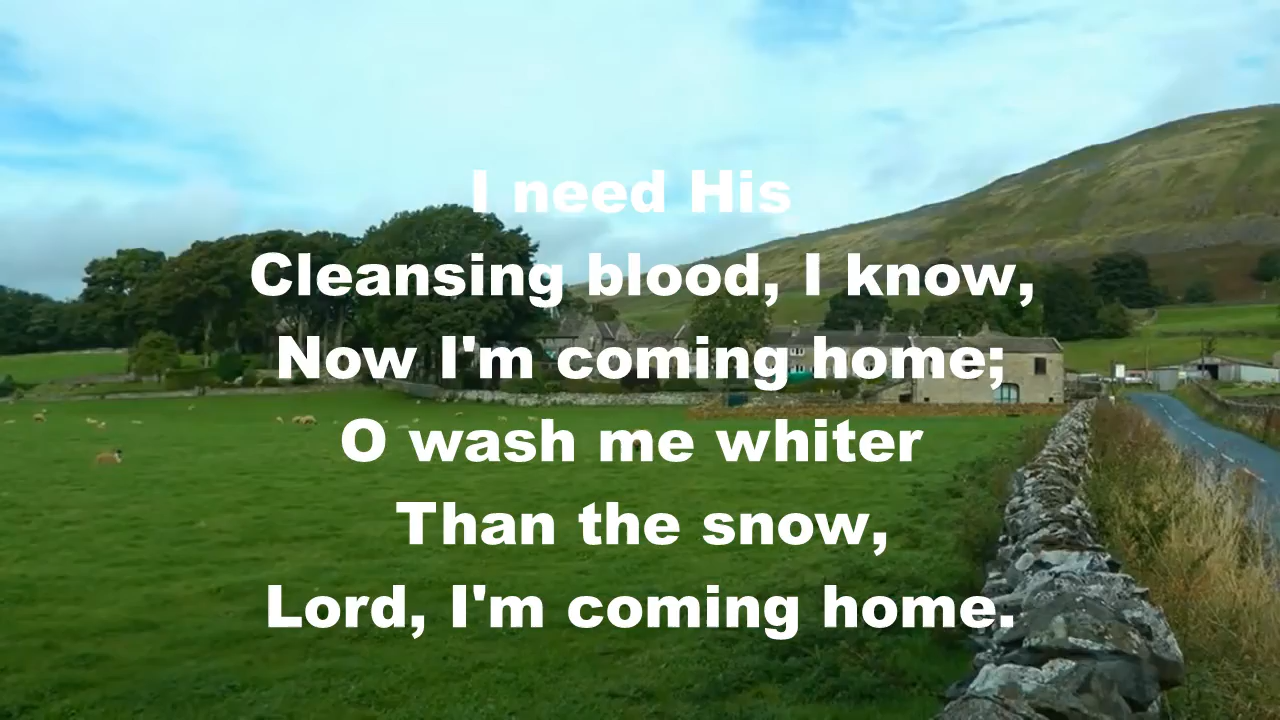 I need His
Cleansing blood, I know,
Now I'm coming home;
O wash me whiter
Than the snow,
Lord, I'm coming home.